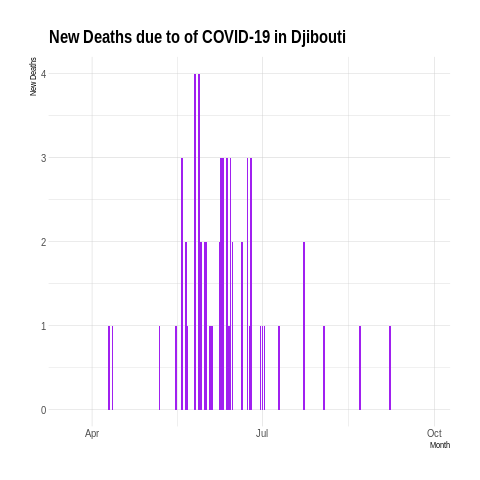 New Deaths due to of COVID-19 in Djibouti
New Deaths
4
3
2
1
0
Apr
Jul
Oct
Month